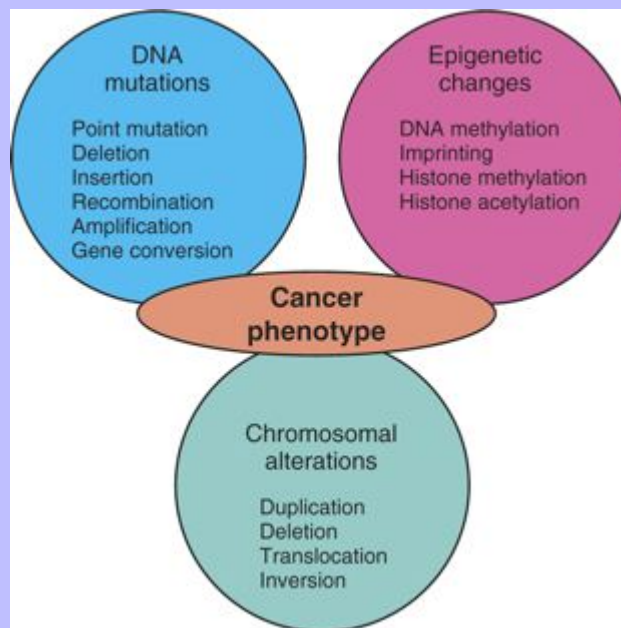 DNA
mutations
Point mutation
Deletion
Insertion
Recombination
Amplification
Gene conversion
Epigenetic
changes
DNA methylation
Imprinting
Histone methylation
Histone acetylation
Cancer
phenotype
Chromosomal
alterations
Duplication
Deletion
Translocation
Inversion